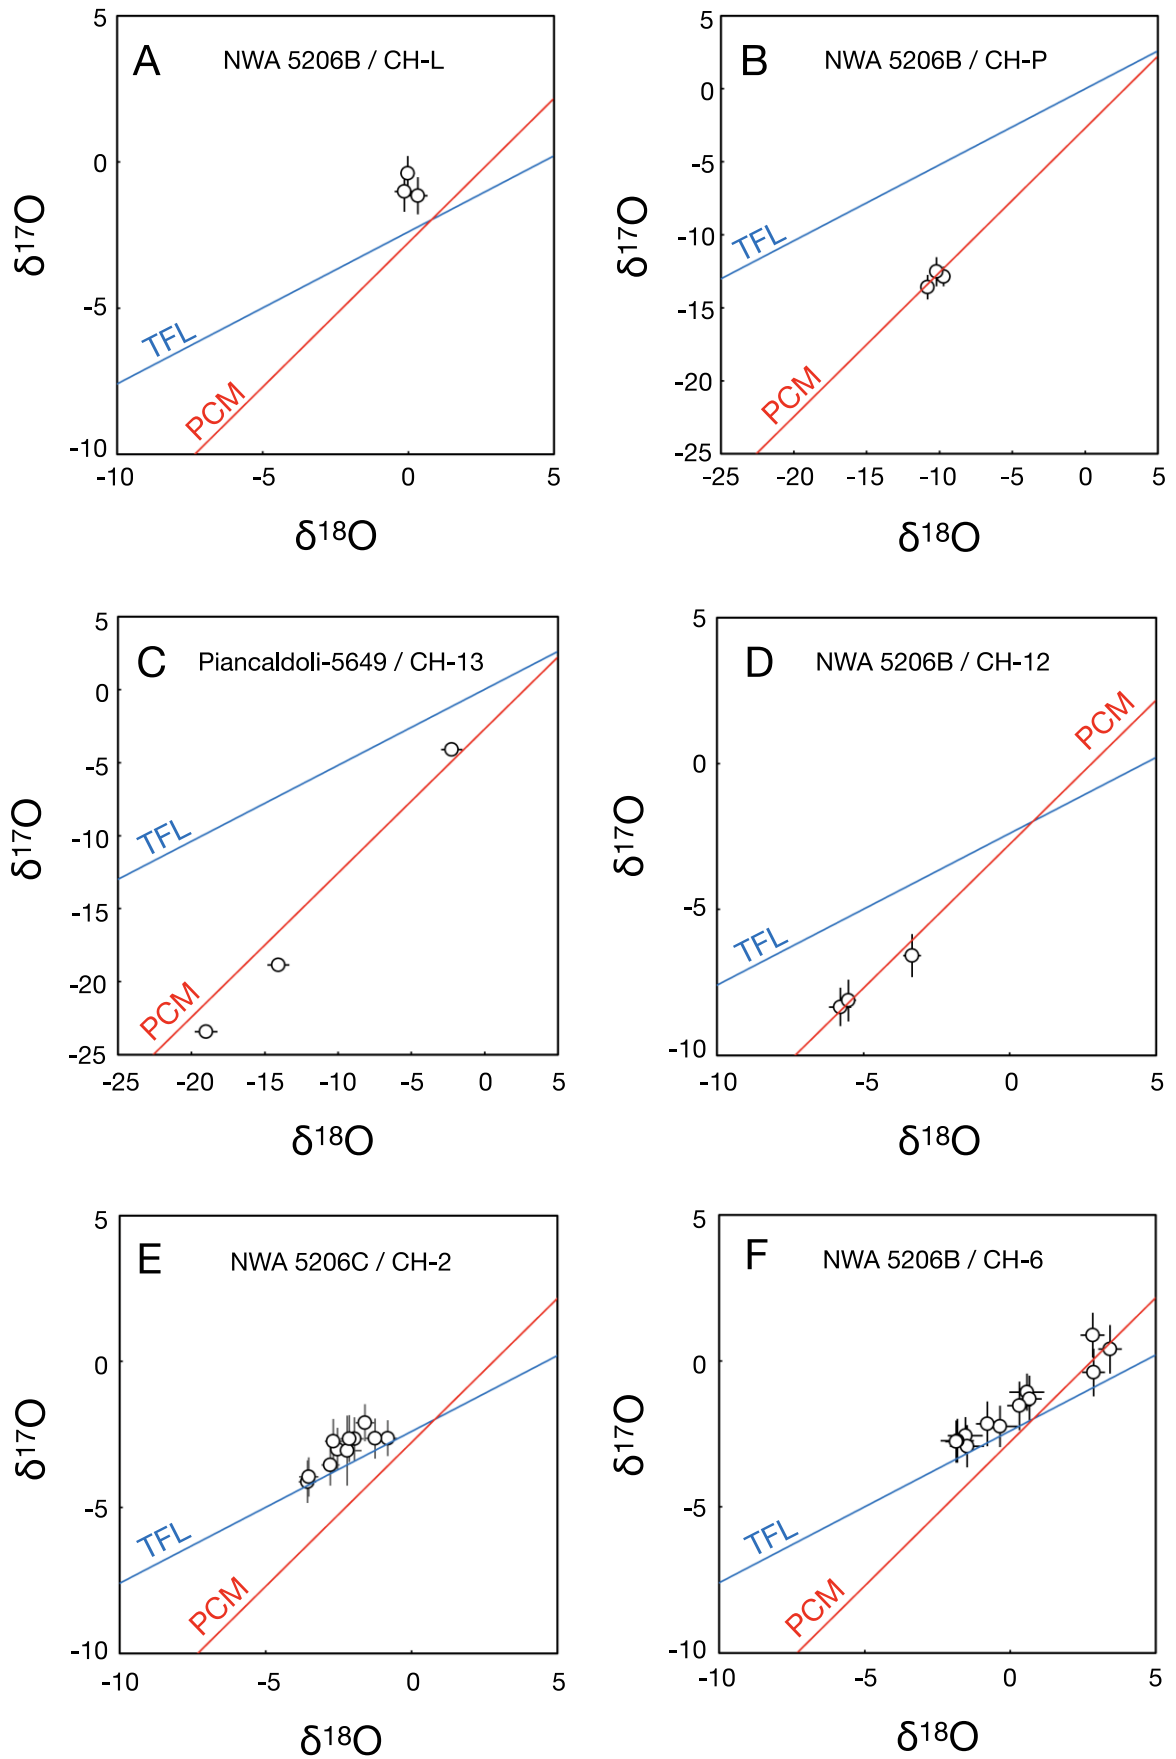 A NWA 5206B / CH-L
5
0
-5
-10
-10 -5 0 5
δ17O
δ18O
TFL
PCM
B NWA 5206B / CH-P
5
0
-5
-10
-15
-20
-25
-25 -20 -15 -10 -5 0 5
δ17O
δ18O
TFL
PCM
C Piancaldoli-5649 / CH-13
5
0
-5
-10
-15
-20
-25
-25 -20 -15 -10 -5 0 5
δ17O
δ18O
TFL
PCM
D NWA 5206B / CH-12
5
0
-5
-10
-10 -5 0 5
δ17O
δ18O
TFL
PCM
E NWA 5206C / CH-2
5
0
-5
-10
-10 -5 0 5
δ17O
δ18O
TFL
PCM
F NWA 5206B / CH-6
5
0
-5
-10
-10 -5 0 5
δ17O
δ18O
TFL
PCM